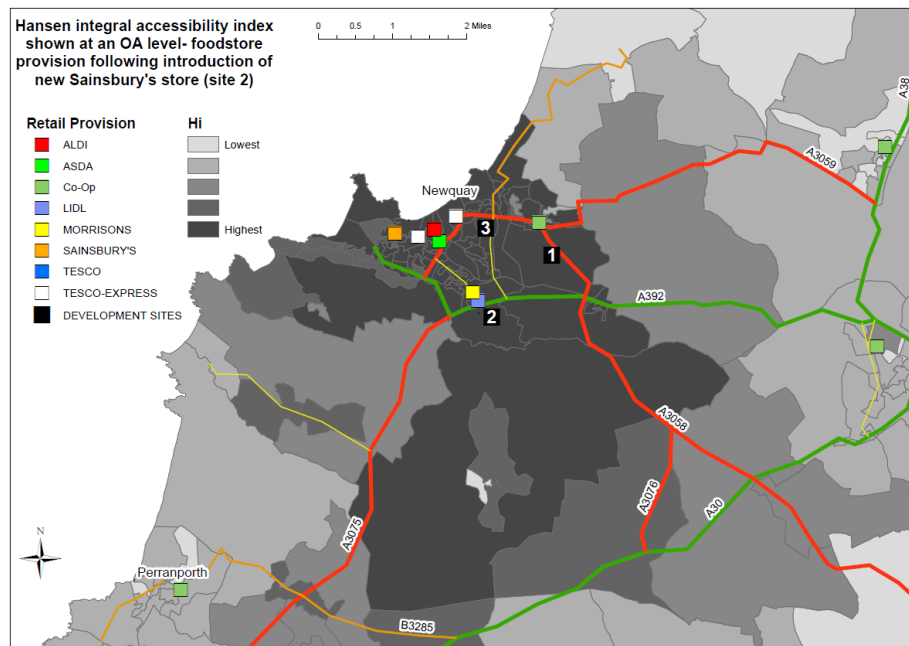 Hansen integral accessibility index
shown at an OA level- foodstore
provision following introduction of
new Sainsbury's store (site 2)
0 0.5 1 2 Miles
Retail Provision
ALDI
ASDA
Co-Op
LIDL
MORRISONS
SAINSBURY'S
TESCO
TESCO-EXPRESS
DEVELOPMENT SITES
Hi
Lowest
Highest
A38
A3059
Newquay
3
1
A392
2
A3058
A3076
A30
A3075
N
Perranporth
B3285